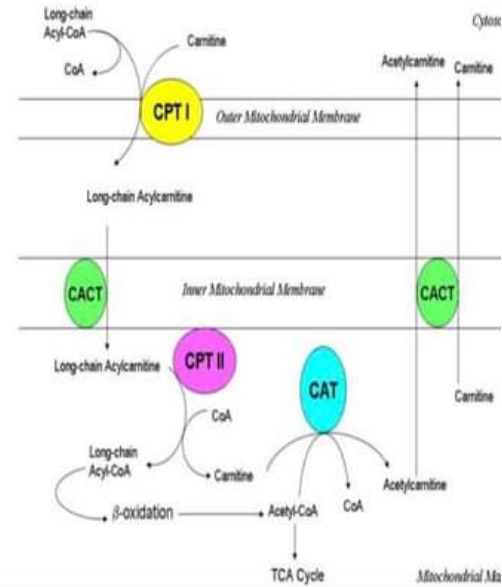 Long-chain
Acyl-CoA
CoA
Carnitine
Acetylcarnitine
Carnitine
CPT I
Outer Mitochondrial Membrane
Long-chain Acylcarnitine
CACT
Inner Mitochondrial Membrane
CACT
Long-chain Acylcarnitine
CPT II
CAT
CoA
Carnitine
Long-chain
Acyl-CoA
Carnitine
Acetylcarnitine
β-oxidation
Acetyl-CoA
CoA
TCA Cycle
Mitochondrial